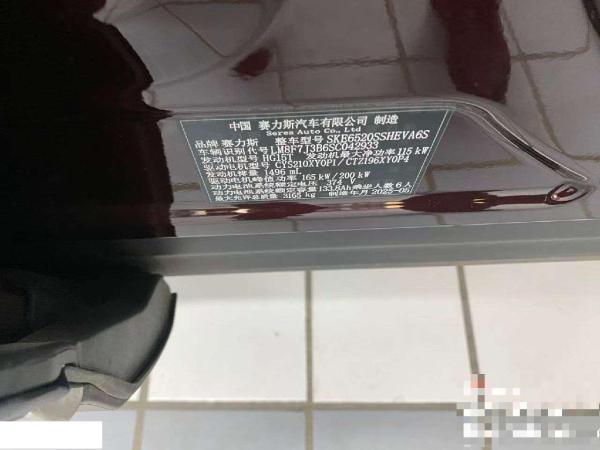 中国 赛力斯汽车有限公司 制造
Seres Auto Co., Ltd
品牌 赛力斯 整车型号 SKE6520SSHEVA6S
车辆识别代号 LM8F7J3B6SC042933
发动机型号 HG15T 发动机最大净功率 115 kW
驱动电机型号 CYS210XY0P1/CTZ196XY0P4
发动机排量 1496 mL
驱动电机峰值功率 165 kW/200 kW
动力电池系统额定电压 374 V
动力电池系统额定容量 133.8Ah 乘坐人数 6人
最大允许总质量 3165 kg 制造年月 2025-05